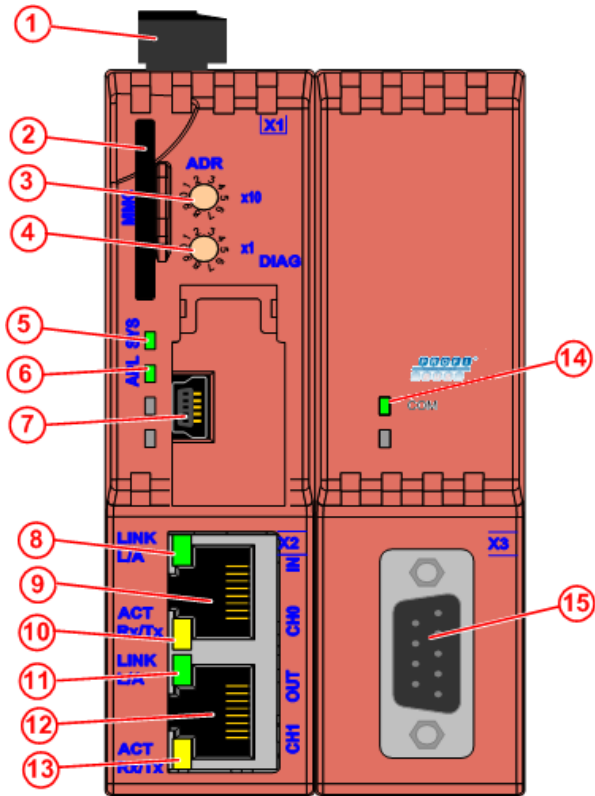 1
2
X1
ADR
3
x10
MMC
4
x1
DIAG
5
SYS
6
APL
PROFI
14
COM
7
8
LINK
L/A
X2
X3
IN
9
CH0
ACT
Rx/Tx
10
15
LINK
L/A
11
OUT
12
CH1
ACT
Rx/Tx
13